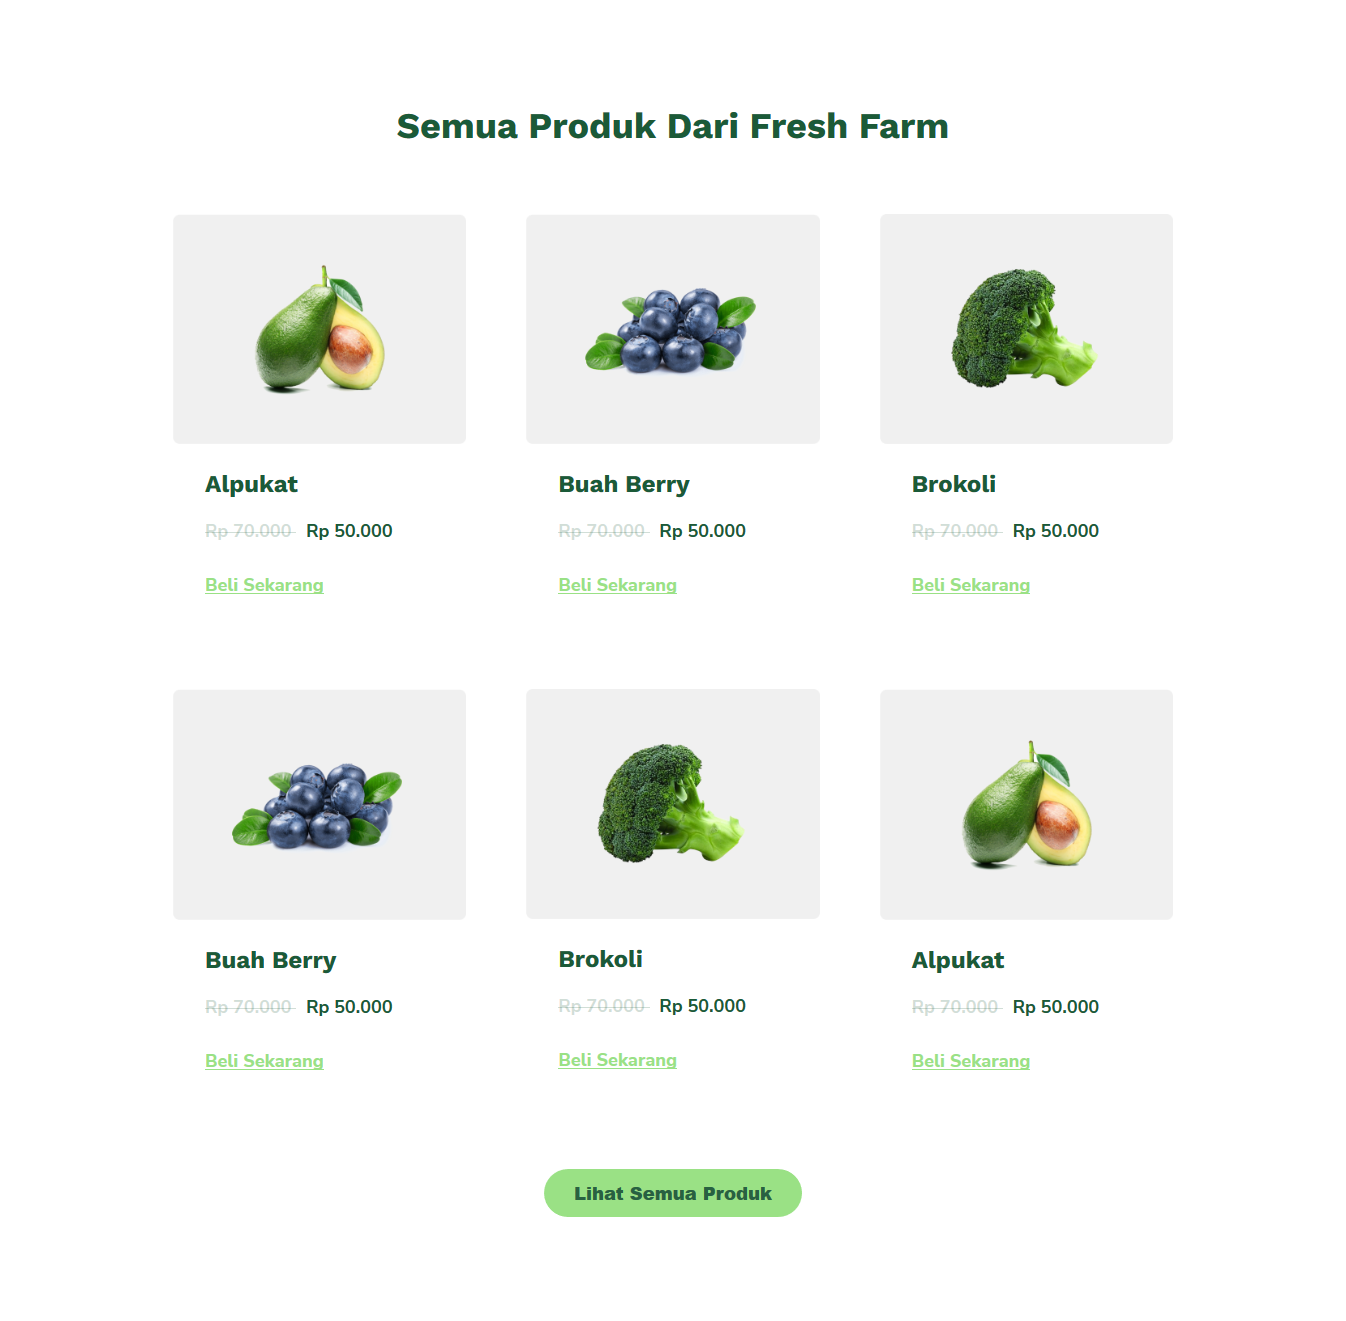 Semua Produk Dari Fresh Farm
Alpukat
Rp 70.000 Rp 50.000
Beli Sekarang
Buah Berry
Rp 70.000 Rp 50.000
Beli Sekarang
Brokoli
Rp 70.000 Rp 50.000
Beli Sekarang
Buah Berry
Rp 70.000 Rp 50.000
Beli Sekarang
Brokoli
Rp 70.000 Rp 50.000
Beli Sekarang
Alpukat
Rp 70.000 Rp 50.000
Beli Sekarang
Lihat Semua Produk